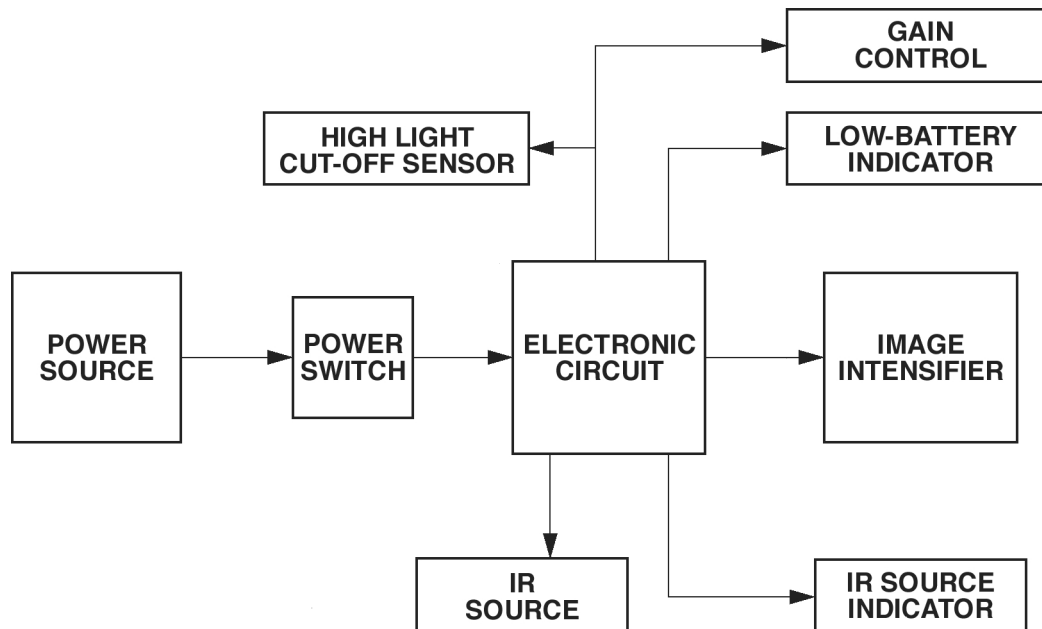 GAIN
CONTROL
HIGH LIGHT
CUT-OFF SENSOR
LOW-BATTERY
INDICATOR
POWER
SOURCE
POWER
SWITCH
ELECTRONIC
CIRCUIT
IMAGE
INTENSIFIER
IR
SOURCE
IR SOURCE
INDICATOR